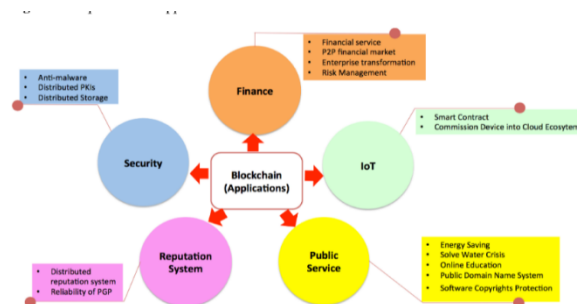 Financial service
P2P financial market
Enterprise transformation
Risk Management
Finance
Anti-malware
Distributed PKIs
Distributed Storage
Security
Blockchain
(Applications)
Smart Contract
Commission Device into Cloud Ecosytem
IoT
Reputation
System
Distributed
reputation system
Reliability of PGP
Public
Service
Energy Saving
Solve Water Crisis
Online Education
Public Domain Name System
Software Copyrights Protection